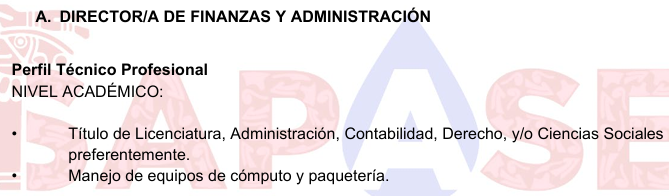 A. DIRECTOR/A DE FINANZAS Y ADMINISTRACIÓN
Perfil Técnico Profesional
NIVEL ACADÉMICO:
• Título de Licenciatura, Administración, Contabilidad, Derecho, y/o Ciencias Sociales
preferentemente.
• Manejo de equipos de cómputo y paquetería.
SAPASE